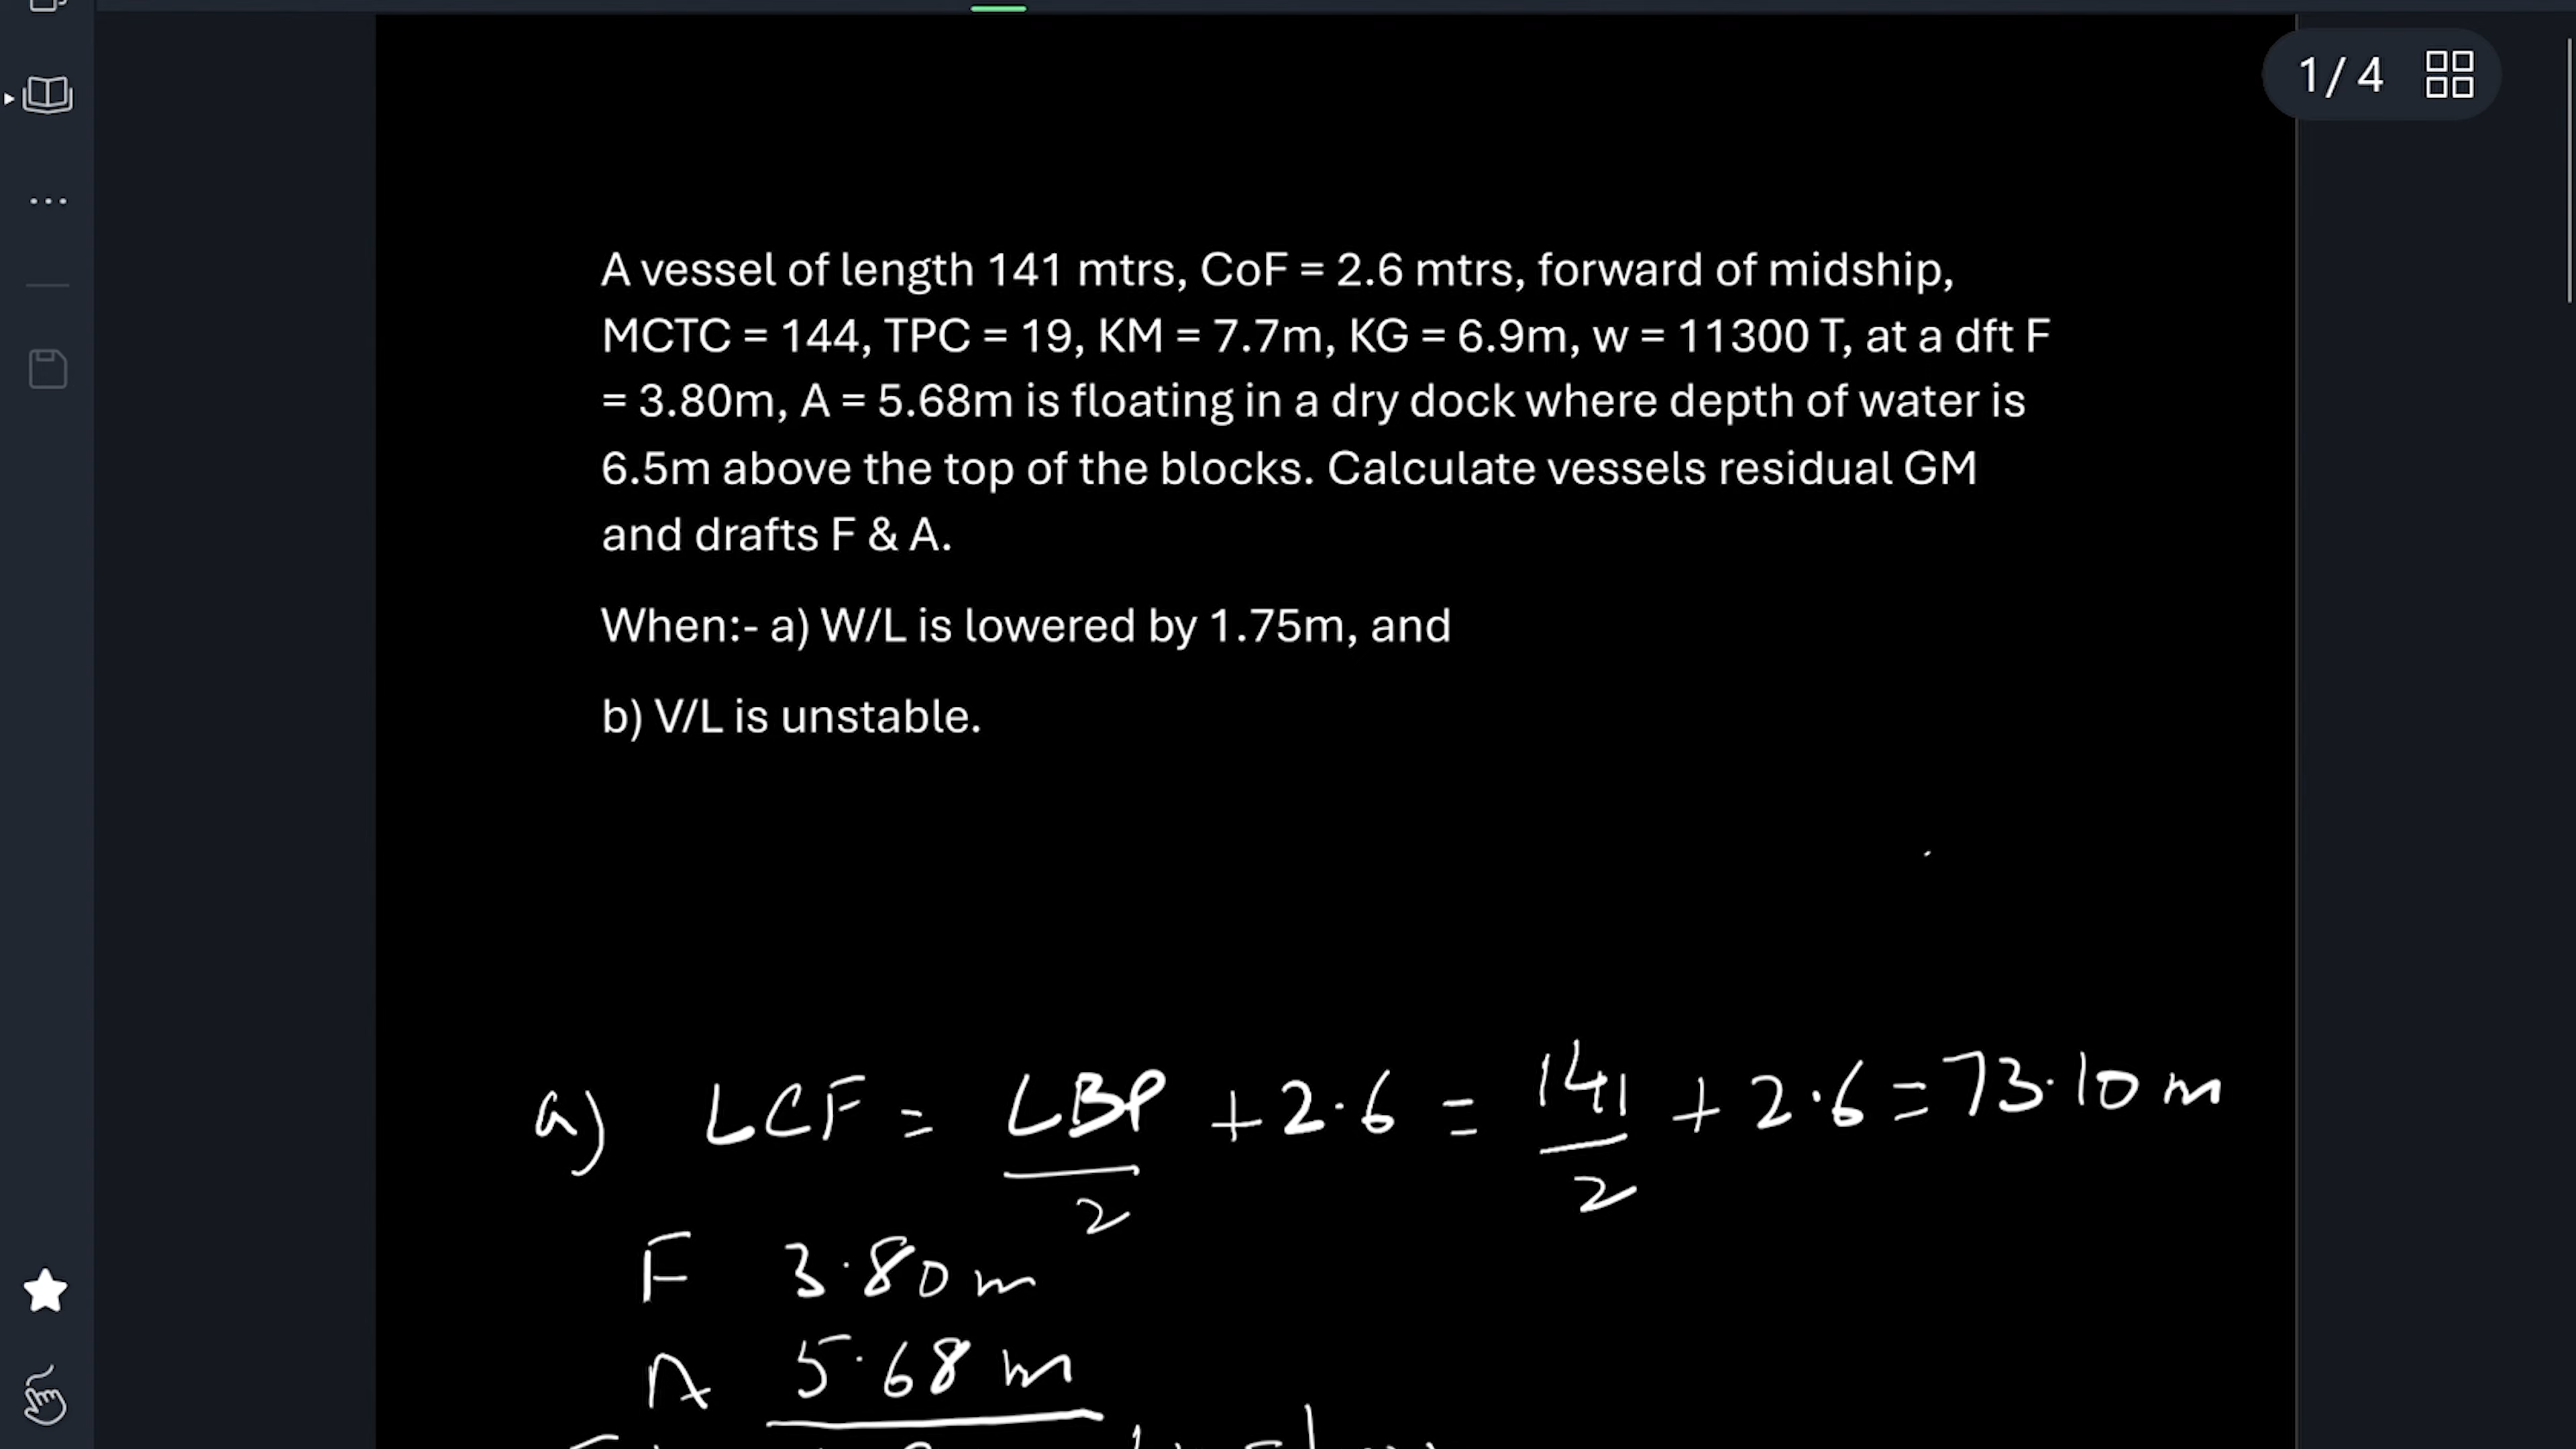 1/ 4
A vessel of length 141 mtrs, CoF = 2.6 mtrs, forward of midship,
MCTC = 144, TPC = 19, KM = 7.7m, KG = 6.9m, w = 11300 T, at a dft F
= 3.80m, A = 5.68m is floating in a dry dock where depth of water is
6.5m above the top of the blocks. Calculate vessels residual GM
and drafts F & A.
When:- a) W/L is lowered by 1.75m, and
b) V/L is unstable.
a) LCF = LBP/2 + 2.6 = 141/2 + 2.6 = 73.10 m
F 3.80 m
A 5.68 m